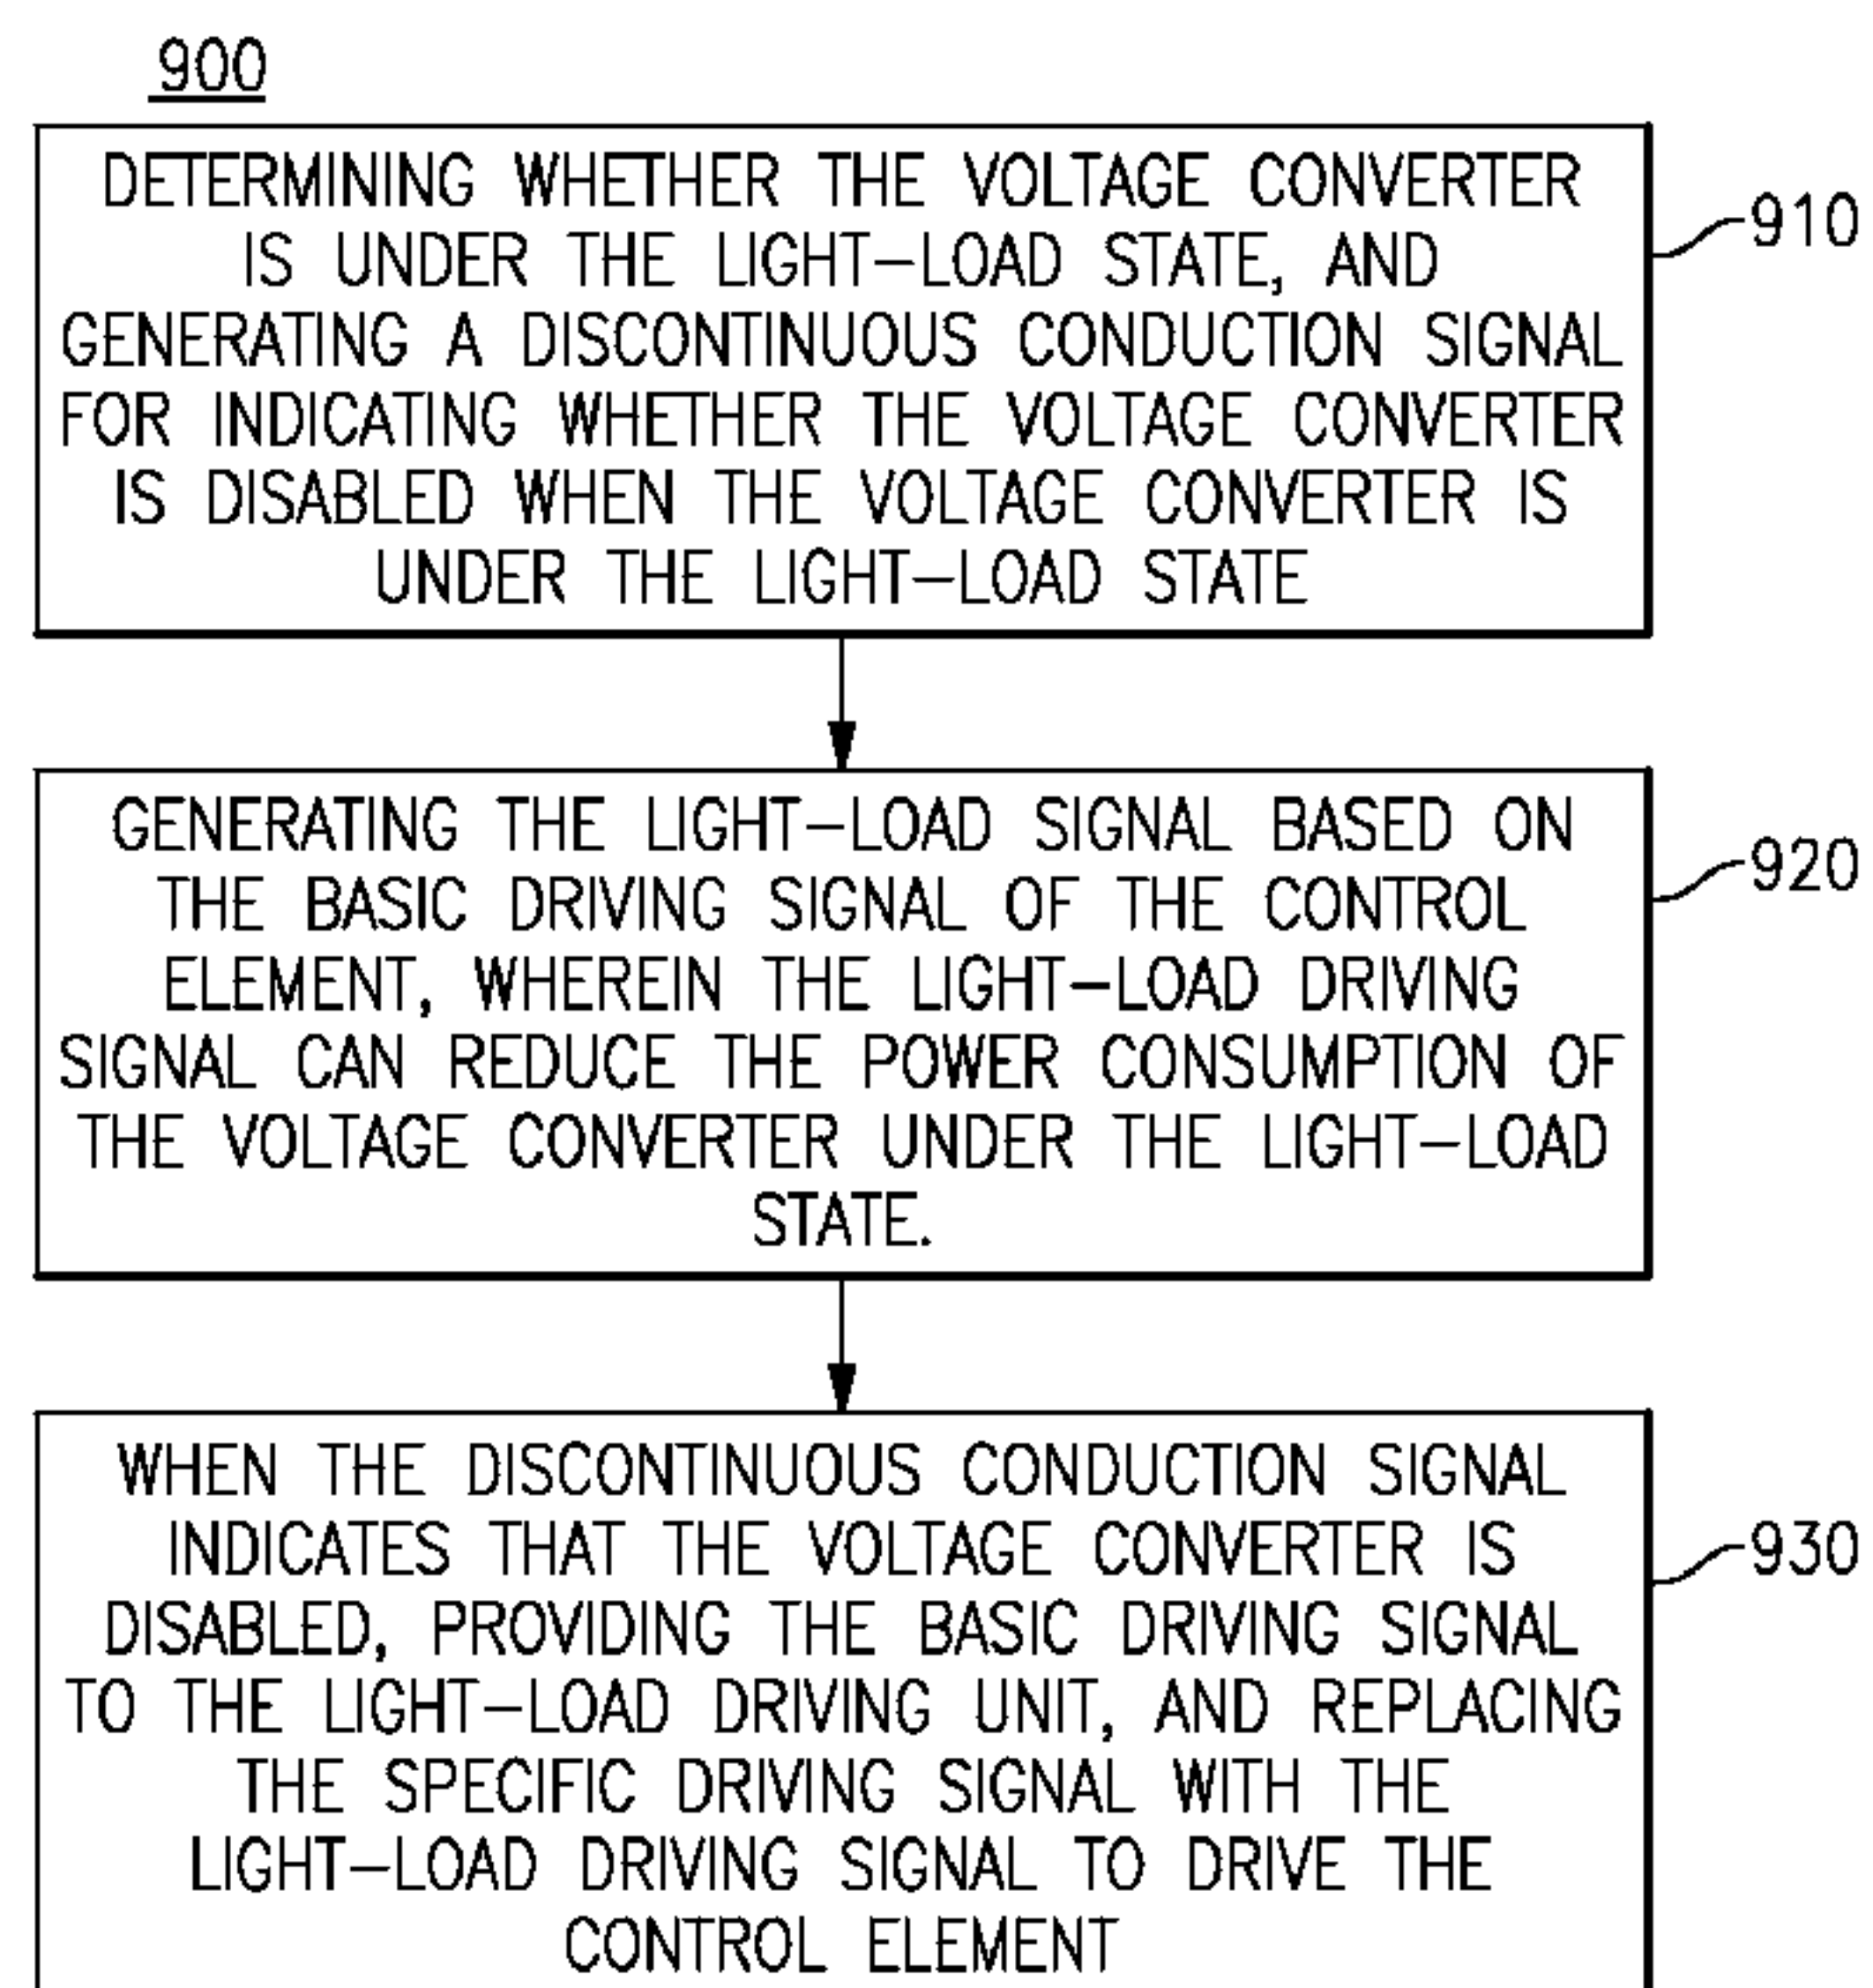 900
DETERMINING WHETHER THE VOLTAGE CONVERTER
IS UNDER THE LIGHT-LOAD STATE, AND
GENERATING A DISCONTINUOUS CONDUCTION SIGNAL
FOR INDICATING WHETHER THE VOLTAGE CONVERTER
IS DISABLED WHEN THE VOLTAGE CONVERTER IS
UNDER THE LIGHT-LOAD STATE
910
GENERATING THE LIGHT-LOAD SIGNAL BASED ON
THE BASIC DRIVING SIGNAL OF THE CONTROL
ELEMENT, WHEREIN THE LIGHT-LOAD DRIVING
SIGNAL CAN REDUCE THE POWER CONSUMPTION OF
THE VOLTAGE CONVERTER UNDER THE LIGHT-LOAD
STATE.
920
WHEN THE DISCONTINUOUS CONDUCTION SIGNAL
INDICATES THAT THE VOLTAGE CONVERTER IS
DISABLED, PROVIDING THE BASIC DRIVING SIGNAL
TO THE LIGHT-LOAD DRIVING UNIT, AND REPLACING
THE SPECIFIC DRIVING SIGNAL WITH THE
LIGHT-LOAD DRIVING SIGNAL TO DRIVE THE
CONTROL ELEMENT
930